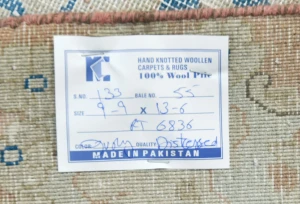 HAND KNOTTED WOOLLEN
CARPETS & RUGS
100% Wool Pile
S.NO 133 BALE NO. 55
SIZE 9-9 x 13-6
6836
QUALITY Distressed
MADE IN PAKISTAN